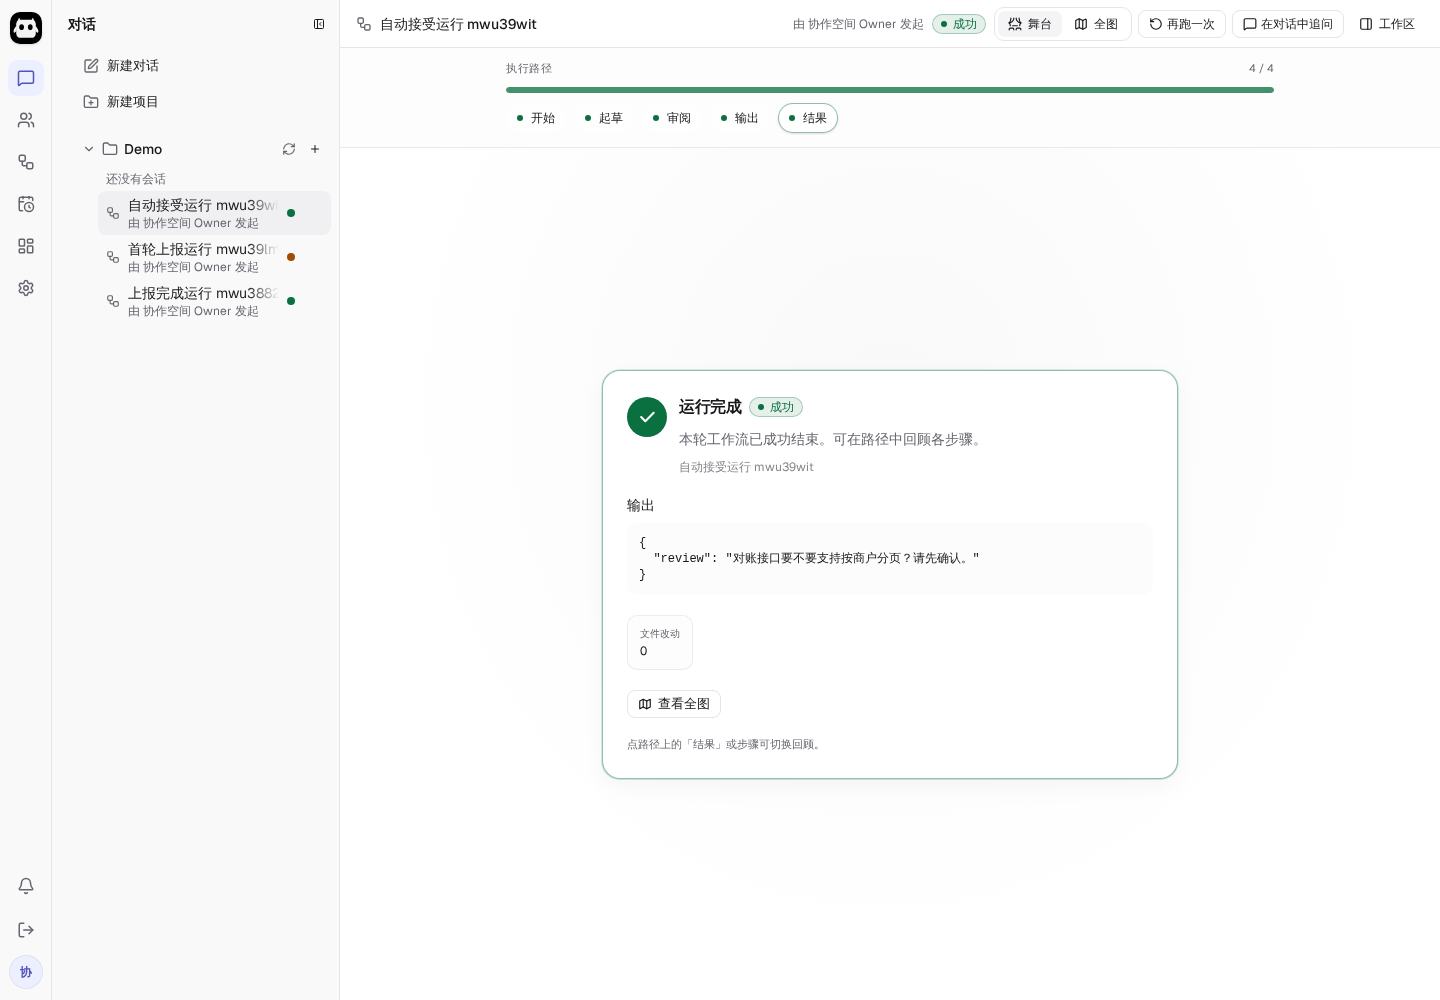 对话
新建对话
新建项目
Demo
还没有会话
自动接受运行 mwu39wi
由 协作空间 Owner 发起
首轮上报运行 mwu39lm
由 协作空间 Owner 发起
上报完成运行 mwu3882
由 协作空间 Owner 发起
协
自动接受运行 mwu39wit
由 协作空间 Owner 发起
成功
舞台
全图
再跑一次
在对话中追问
工作区
执行路径
4 / 4
开始
起草
审阅
输出
结果
运行完成
成功
本轮工作流已成功结束。可在路径中回顾各步骤。
自动接受运行 mwu39wit
输出
{
"review": "对账接口要不要支持按商户分页？请先确认。"
}
文件改动
0
查看全图
点路径上的「结果」或步骤可切换回顾。